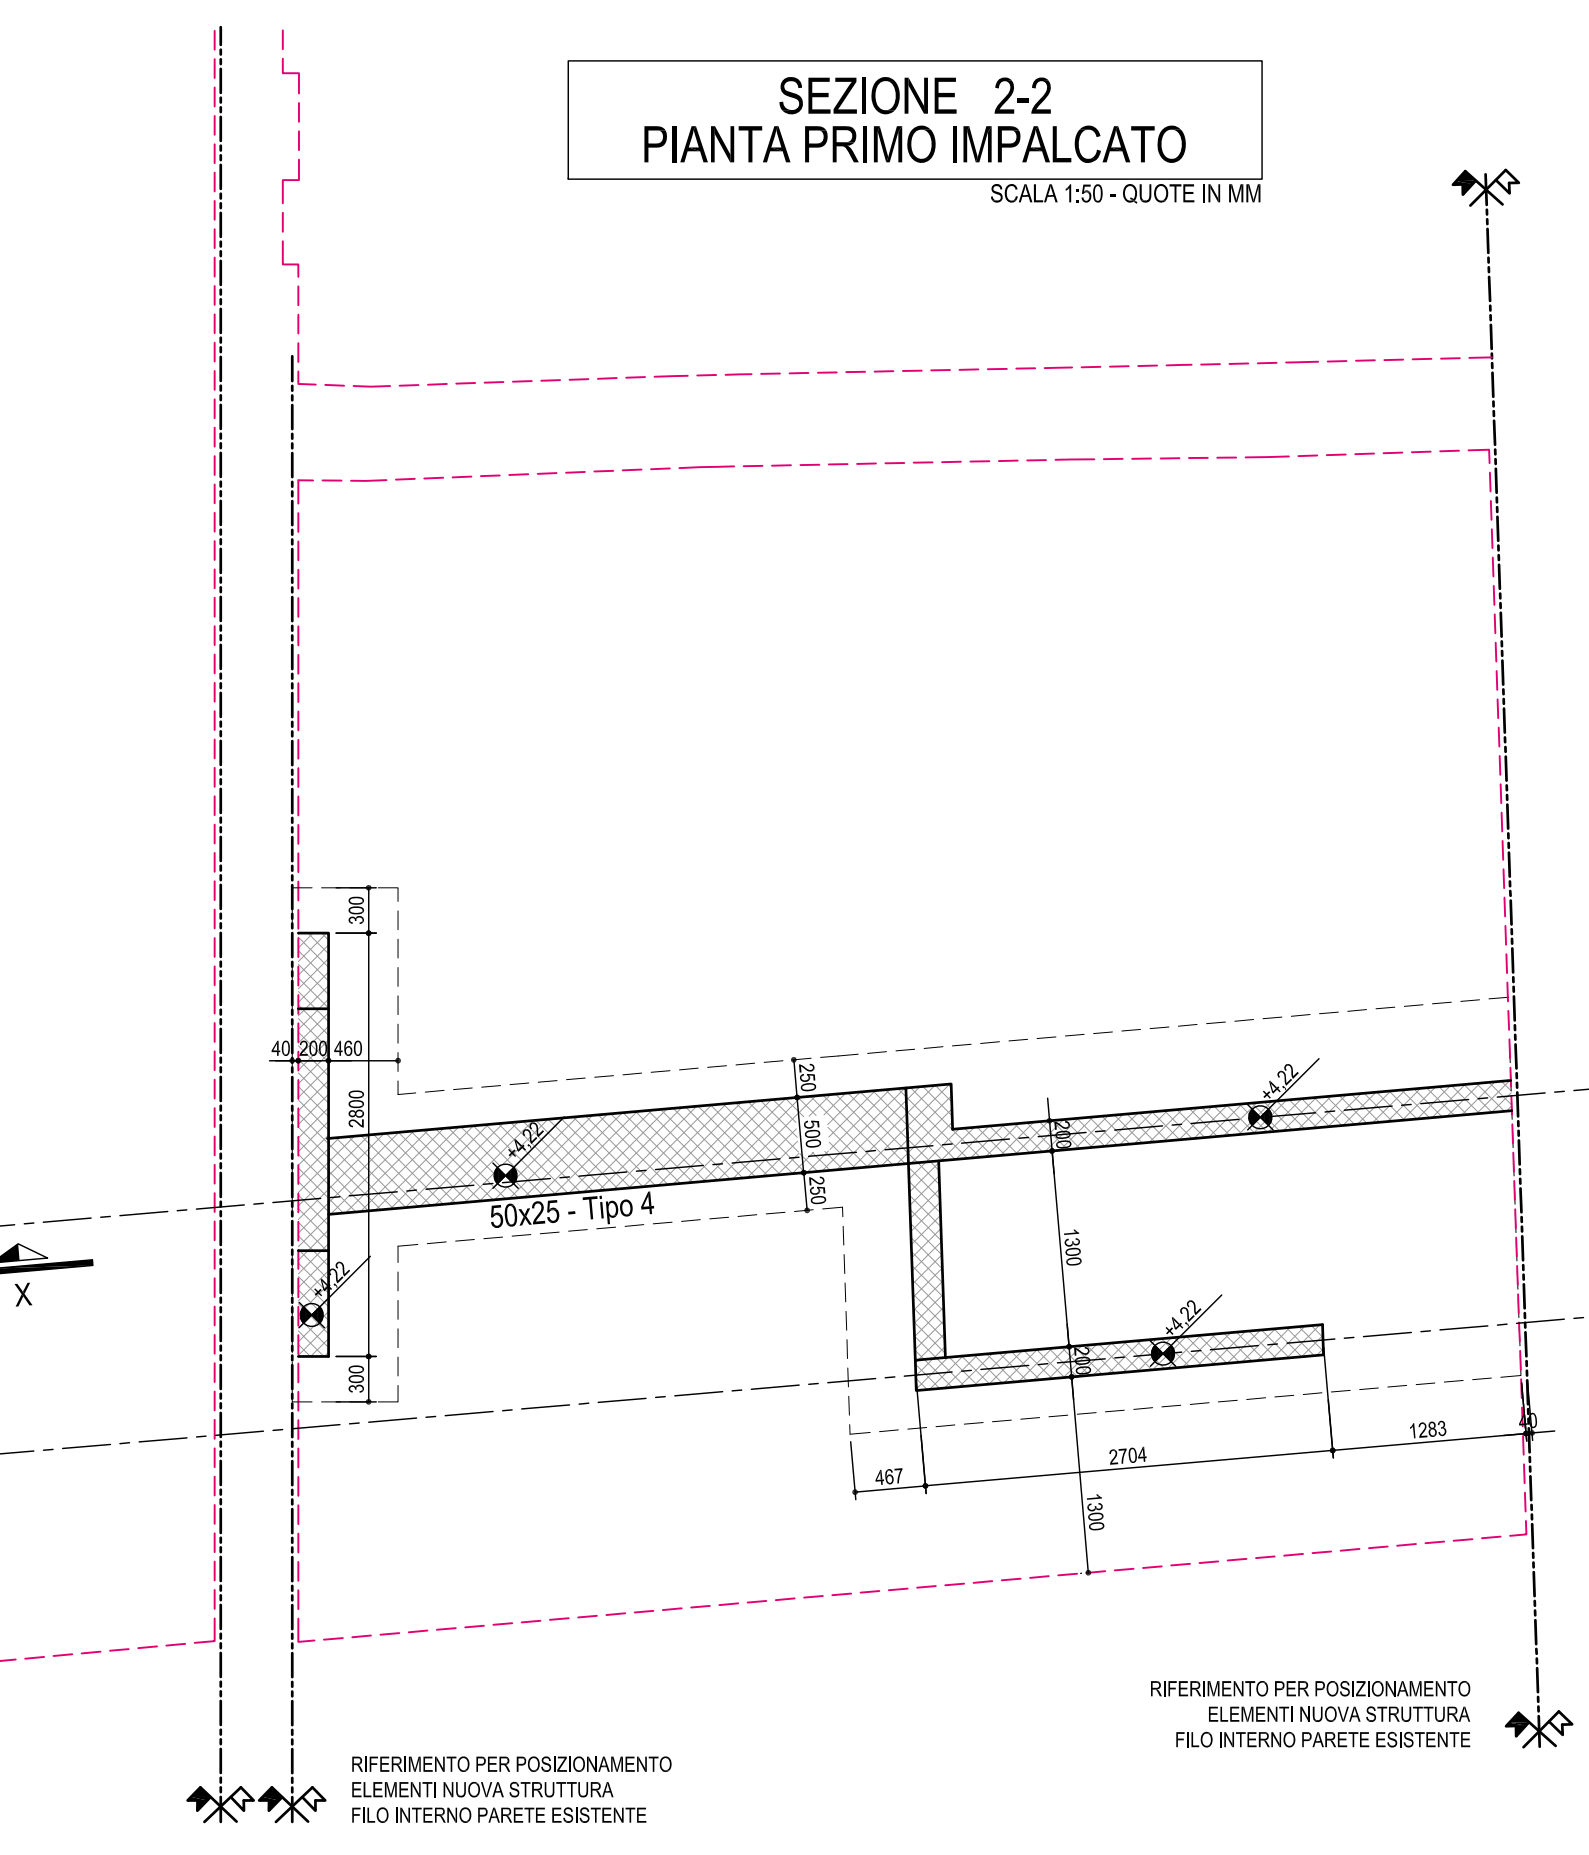 SEZIONE 2-2
PIANTA PRIMO IMPALCATO
SCALA 1:50 - QUOTE IN MM
300
40 200 460
2800
300
250
500
250
+4,22
50x25 - Tipo 4
+4,22
200
+4,22
1300
+4,22
200
X
467
2704
1283
40
1300
RIFERIMENTO PER POSIZIONAMENTO
ELEMENTI NUOVA STRUTTURA
FILO INTERNO PARETE ESISTENTE
RIFERIMENTO PER POSIZIONAMENTO
ELEMENTI NUOVA STRUTTURA
FILO INTERNO PARETE ESISTENTE